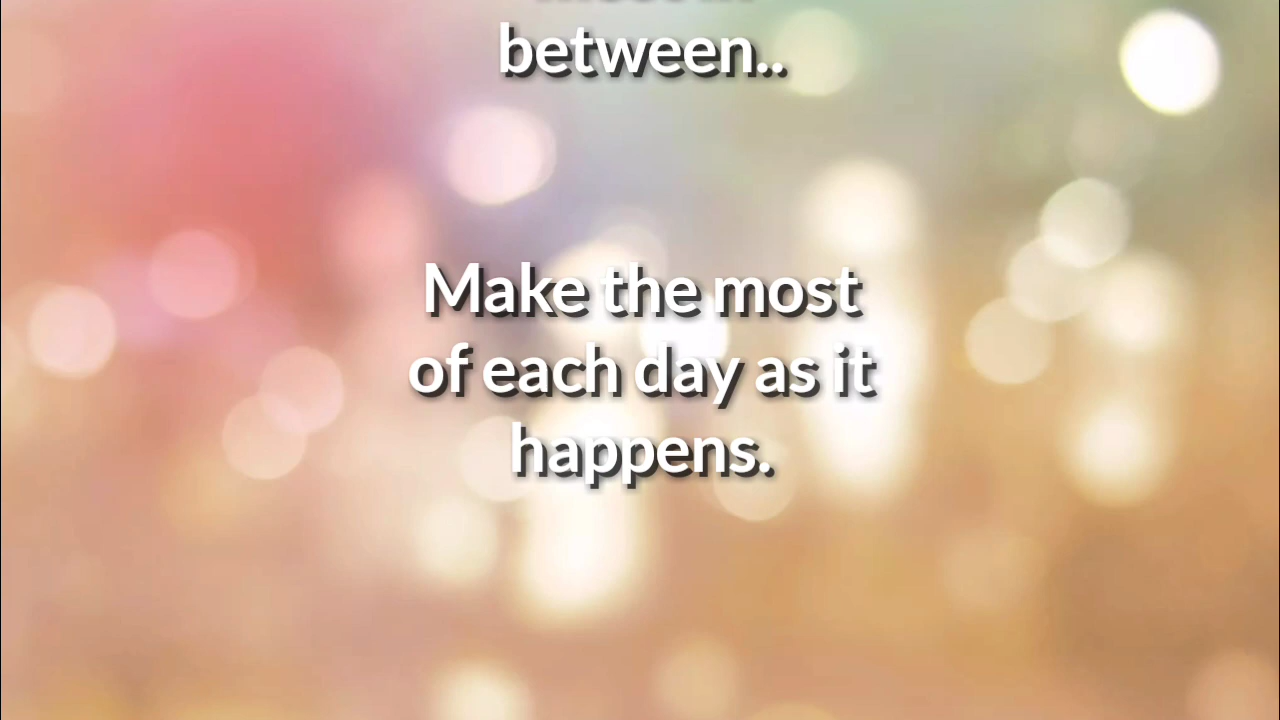 between..
Make the most
of each day as it
happens.